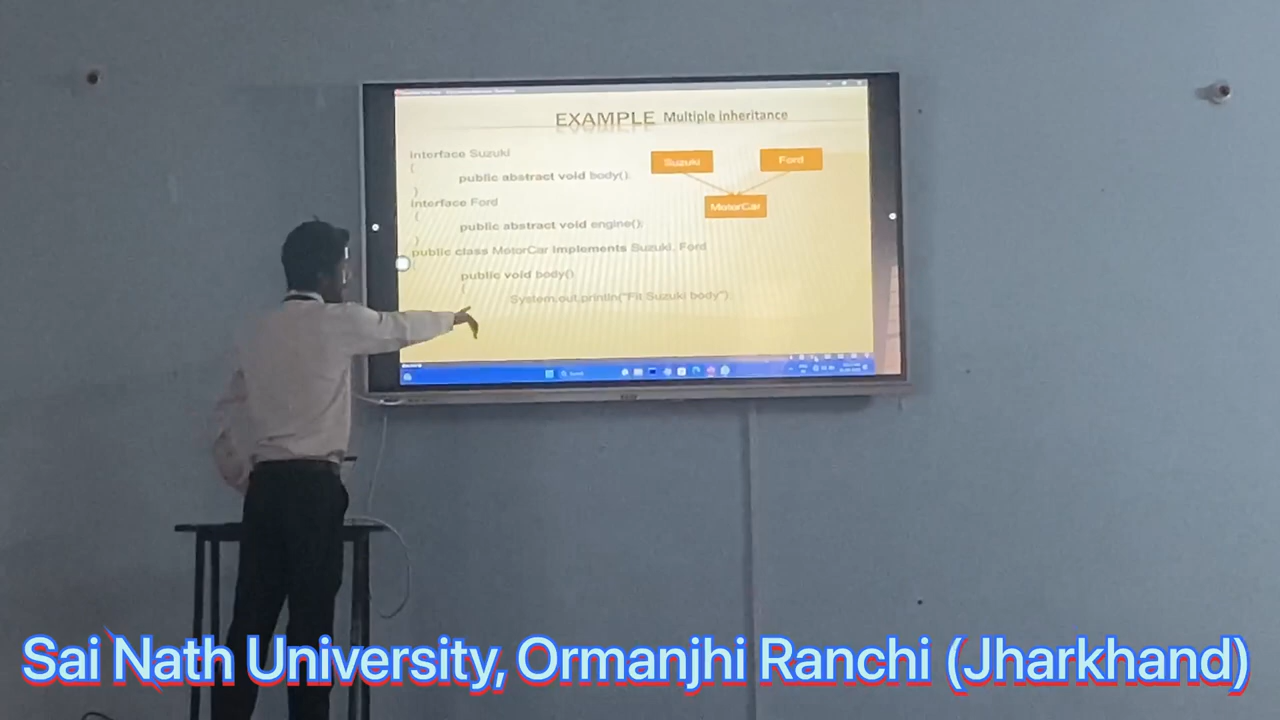 EXAMPLE Multiple inheritance
interface Suzuki
{
public abstract void body();
}
interface Ford
{
public abstract void engine();
}
public class MotorCar implements Suzuki, Ford
{
public void body()
{
System.out.println("Fit Suzuki body");
Suzuki
Ford
MotorCar
Sai Nath University, Ormanjhi Ranchi (Jharkhand)